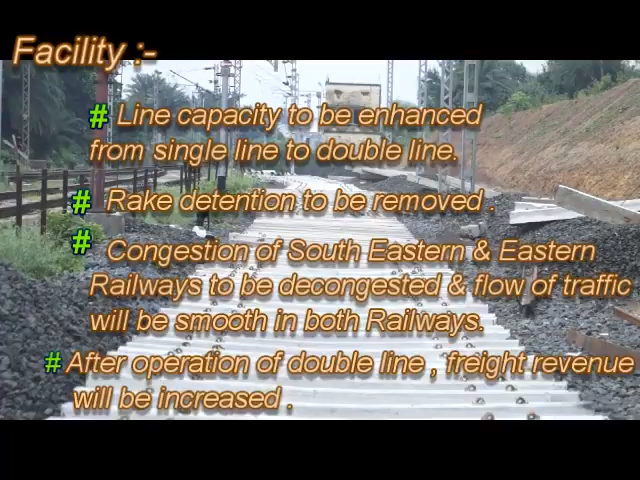 Facility :-
# Line capacity to be enhanced
from single line to double line.
# Rake detention to be removed .
# Congestion of South Eastern & Eastern
Railways to be decongested & flow of traffic
will be smooth in both Railways.
# After operation of double line , freight revenue
will be increased .